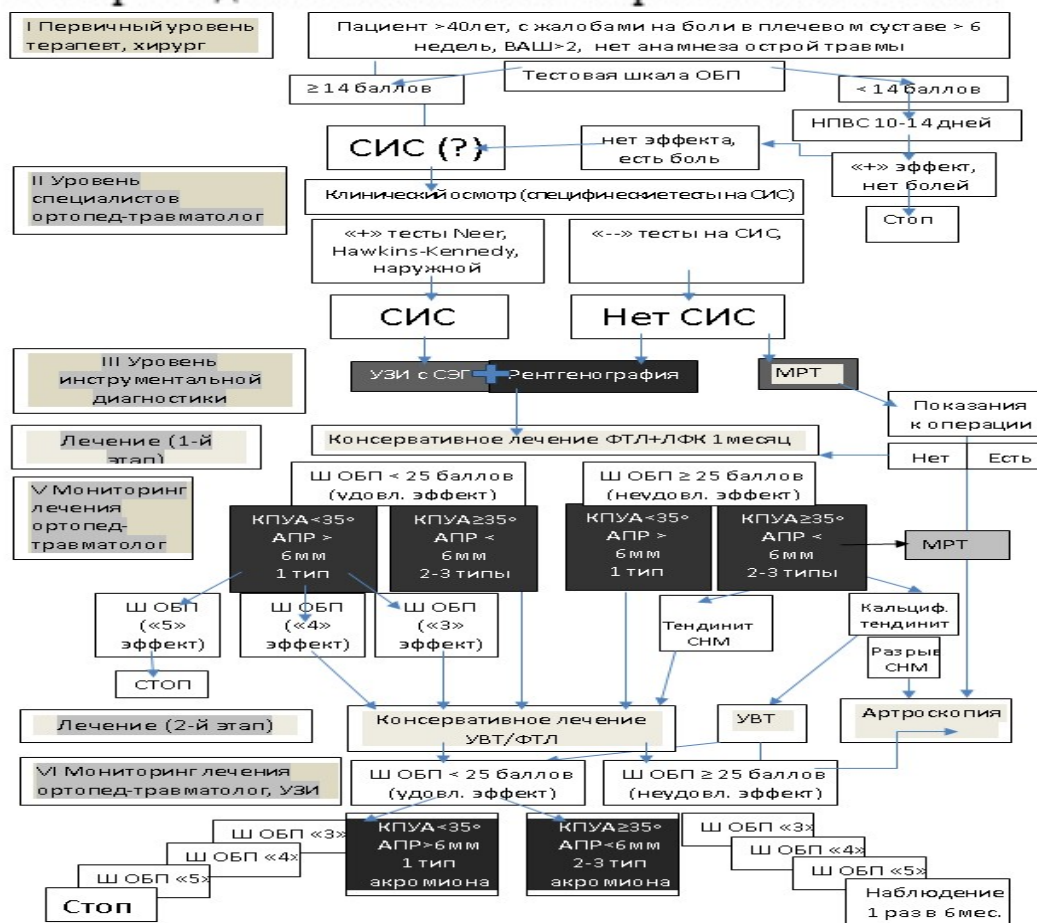 I Первичный уровень
терапевт, хирург
Пациент >40лет, с жалобами на боли в плечевом суставе > 6
недель, ВАШ>2, нет анамнеза острой травмы
Тестовая шкала ОБП
≥ 14 баллов
< 14 баллов
НПВС 10-14 дней
СИС (?)
нет эффекта,
есть боль
«+» эффект,
нет болей
Стоп
II Уровень
специалистов
ортопед-травматолог
Клинический осмотр (специфические тесты на СИС)
«+» тесты Neer,
Hawkins-Kennedy,
наружной
«--» тесты на СИС,
СИС
Нет СИС
III Уровень
инструментальной
диагностики
УЗИ с СЭГ
Рентгенография
МРТ
Показания
к операции
Нет
Есть
Лечение (1-й
этап)
Консервативное лечение ФТЛ+ЛФК 1 месяц
V Мониторинг
лечения
ортопед-
травматолог
Ш ОБП < 25 баллов
(удовл. эффект)
Ш ОБП ≥ 25 баллов
(неудовл. эффект)
КПУА<35°
АПР >
6мм
1 тип
КПУА≥35°
АПР <
6мм
2-3 типы
КПУА<35°
АПР >
6мм
1 тип
КПУА≥35°
АПР <
6мм
2-3 типы
МРТ
Ш ОБП
(«5»
эффект)
Ш ОБП
(«4»
эффект)
Ш ОБП
(«3»
эффект)
Тендинит
СНМ
Кальциф.
тендинит
Разрыв
СНМ
СТОП
Лечение (2-й этап)
Консервативное лечение
УВТ/ФТЛ
УВТ
Артроскопия
VI Мониторинг лечения
ортопед-травматолог, УЗИ
Ш ОБП < 25 баллов
(удовл. эффект)
Ш ОБП ≥ 25 баллов
(неудовл. эффект)
Ш ОБП «3»
Ш ОБП «4»
Ш ОБП «5»
Стоп
КПУА<35°
АПР>6мм
1 тип
акромиона
КПУА≥35°
АПР<6мм
2-3 тип
акромиона
Ш ОБП «3»
Ш ОБП «4»
Ш ОБП «5»
Наблюдение
1 раз в 6мес.